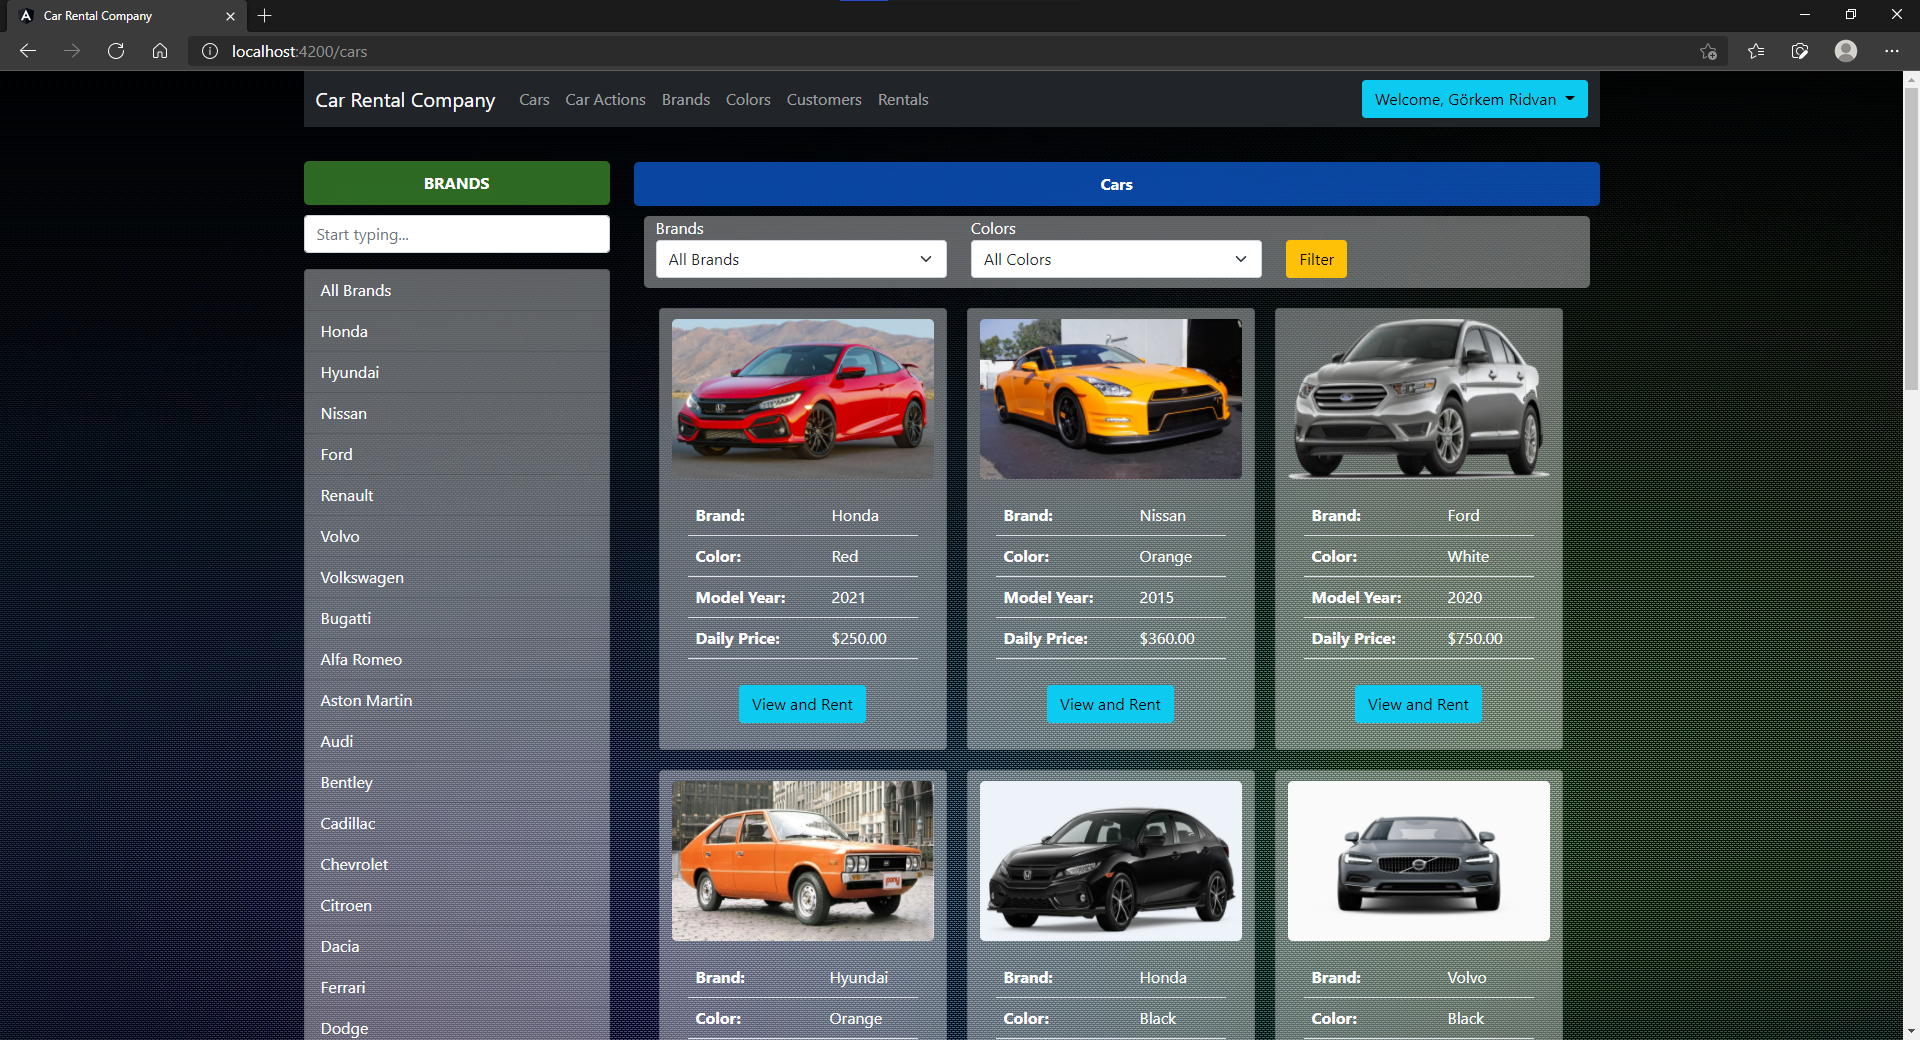 Car Rental Company
localhost:4200/cars
Car Rental Company Cars Car Actions Brands Colors Customers Rentals Welcome, Görkem Ridvan
BRANDS
Start typing...
All Brands
Honda
Hyundai
Nissan
Ford
Renault
Volvo
Volkswagen
Bugatti
Alfa Romeo
Aston Martin
Audi
Bentley
Cadillac
Chevrolet
Citroen
Dacia
Ferrari
Dodge
Cars
Brands Colors
All Brands All Colors Filter
Brand: Honda
Color: Red
Model Year: 2021
Daily Price: $250.00
View and Rent
Brand: Nissan
Color: Orange
Model Year: 2015
Daily Price: $360.00
View and Rent
Brand: Ford
Color: White
Model Year: 2020
Daily Price: $750.00
View and Rent
pony
Brand: Hyundai
Color: Orange
Brand: Honda
Color: Black
Brand: Volvo
Color: Black